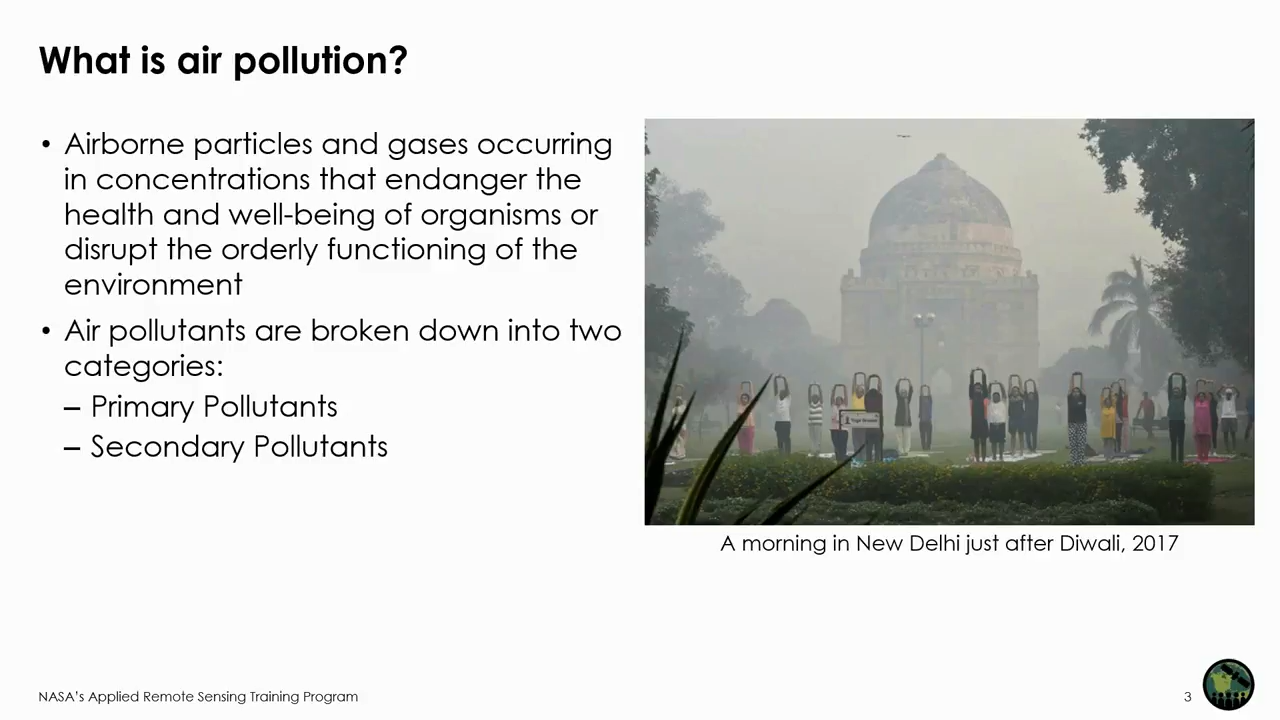 What is air pollution?
• Airborne particles and gases occurring
in concentrations that endanger the
health and well-being of organisms or
disrupt the orderly functioning of the
environment
• Air pollutants are broken down into two
categories:
– Primary Pollutants
– Secondary Pollutants
A morning in New Delhi just after Diwali, 2017
NASA's Applied Remote Sensing Training Program
3